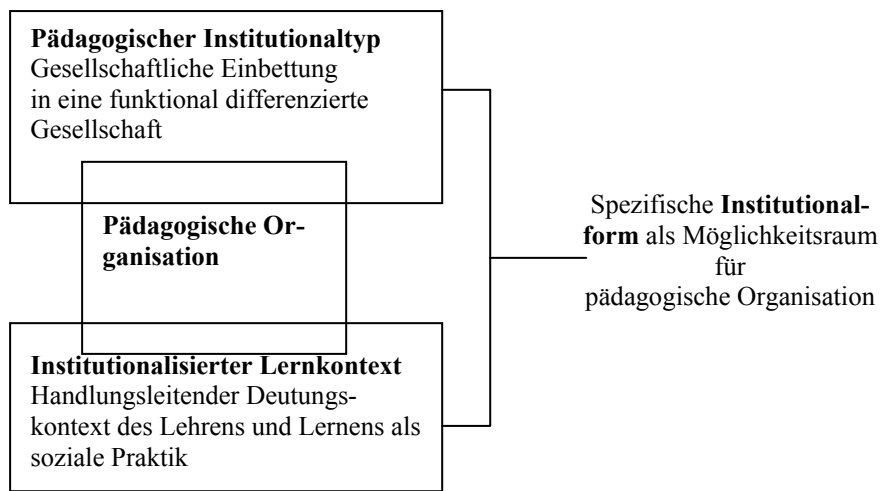 Pädagogischer Institutionaltyp
Gesellschaftliche Einbettung
in eine funktional differenzierte
Gesellschaft
Pädagogische Or-
ganisation
Institutionalisierter Lernkontext
Handlungsleitender Deutungs-
kontext des Lehrens und Lernens als
soziale Praktik
Spezifische Institutional-
form als Möglichkeitsraum
für
pädagogische Organisation